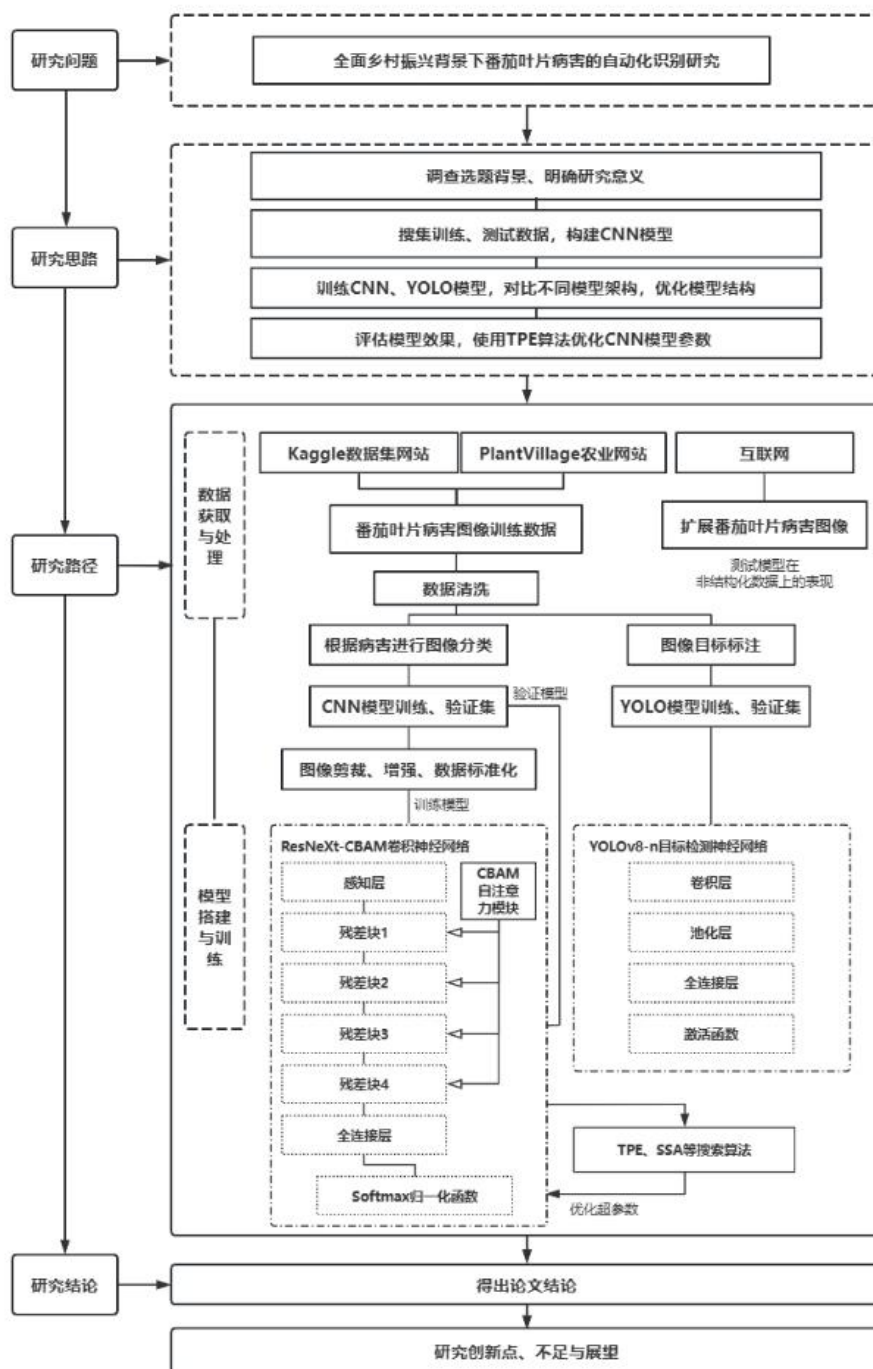 研究问题
全面乡村振兴背景下番茄叶片病害的自动化识别研究
调查选题背景、明确研究意义
搜集训练、测试数据，构建CNN模型
研究思路
训练CNN、YOLO模型，对比不同模型架构，优化模型结构
评估模型效果，使用TPE算法优化CNN模型参数
数据
获取
与处
理
Kaggle数据集网站
PlantVillage农业网站
互联网
番茄叶片病害图像训练数据
扩展番茄叶片病害图像
研究路径
测试模型在
非结构化数据上的表现
数据清洗
根据病害进行图像分类
图像目标标注
验证模型
CNN模型训练、验证集
YOLO模型训练、验证集
图像剪裁、增强、数据标准化
训练模型
模型
搭建
与训
练
ResNeXt-CBAM卷积神经网络
YOLOv8-n目标检测神经网络
感知层
CBAM
自注意
力模块
卷积层
残差块1
池化层
残差块2
全连接层
残差块3
激活函数
残差块4
全连接层
TPE、SSA等搜索算法
Softmax归一化函数
优化超参数
研究结论
得出论文结论
研究创新点、不足与展望